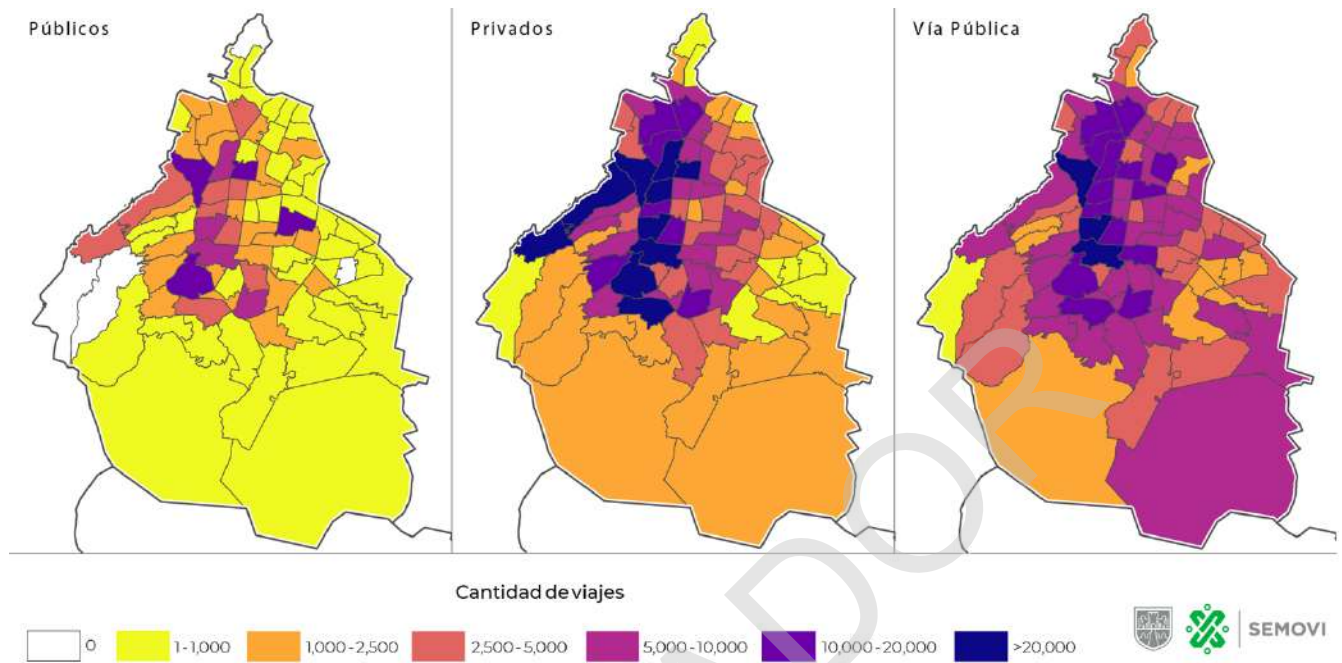 Públicos
Privados
Vía Pública
Cantidad de viajes
0
1-1,000
1,000-2,500
2,500-5,000
5,000-10,000
10,000-20,000
>20,000
SEMOVI
ADOR